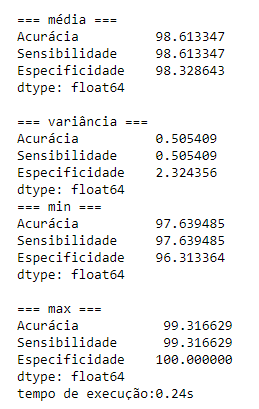 === média ===
Acurácia 98.613347
Sensibilidade 98.613347
Especificidade 98.328643
dtype: float64
=== variância ===
Acurácia 0.505409
Sensibilidade 0.505409
Especificidade 2.324356
dtype: float64
=== min ===
Acurácia 97.639485
Sensibilidade 97.639485
Especificidade 96.313364
dtype: float64
=== max ===
Acurácia 99.316629
Sensibilidade 99.316629
Especificidade 100.000000
dtype: float64
tempo de execução:0.24s